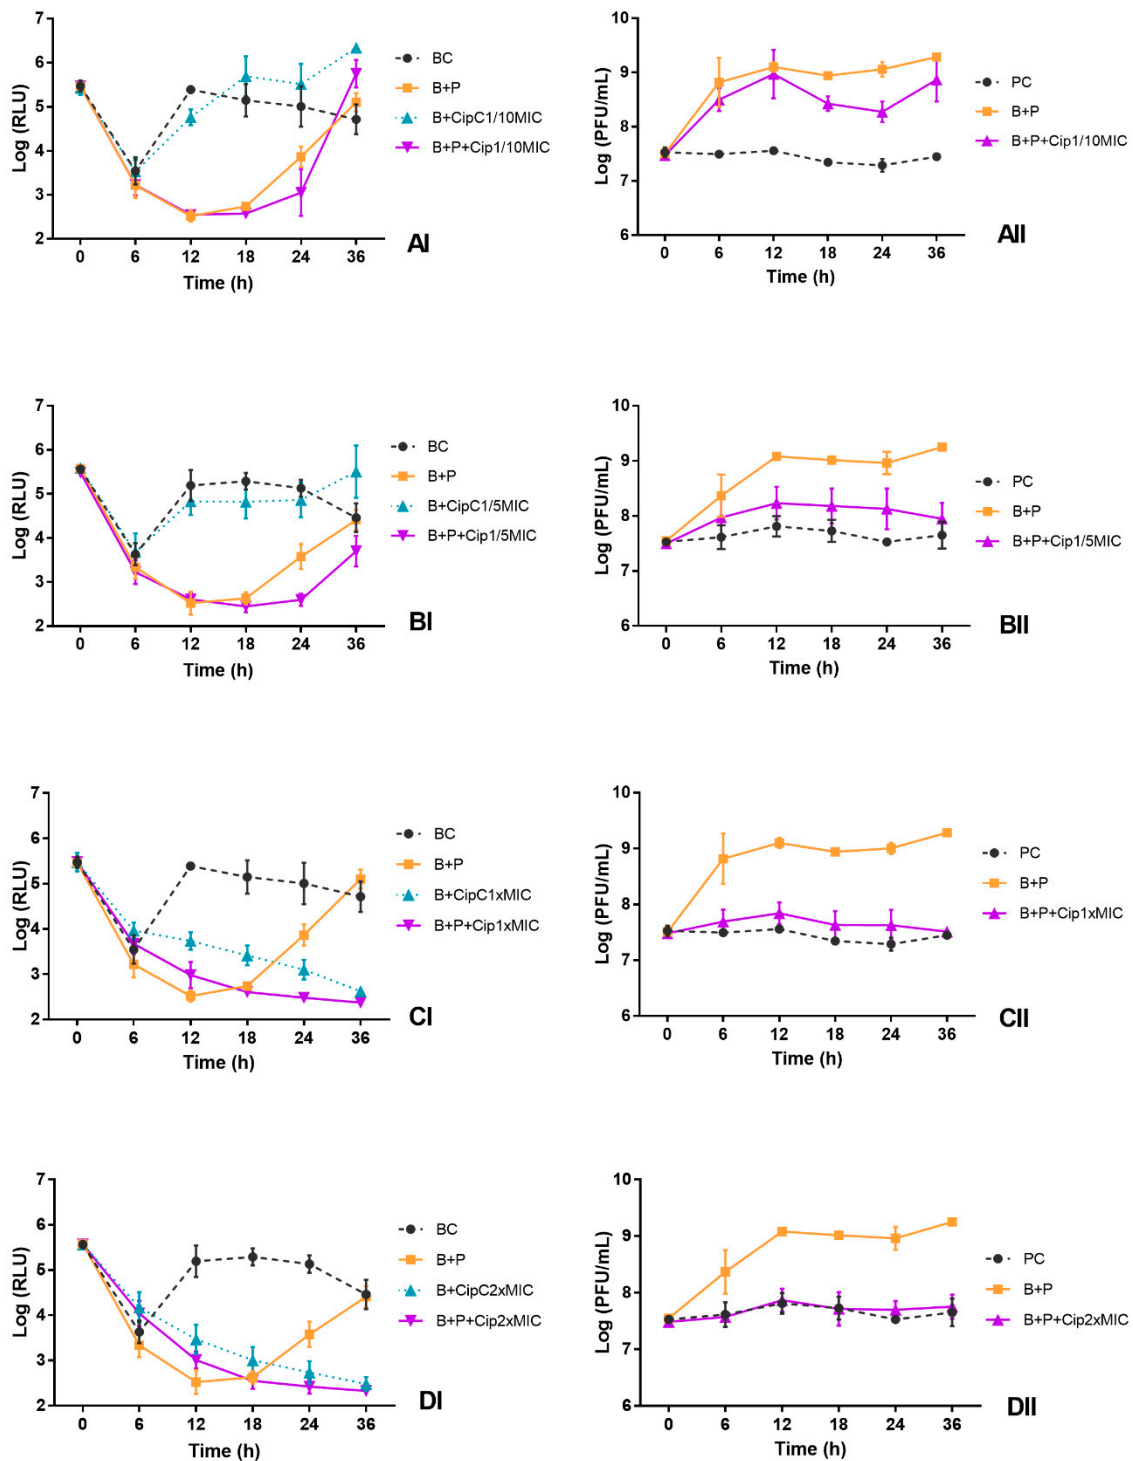 7
6
5
4
3
2
Log (RLU)
0 6 12 18 24 36
Time (h)
BC
B+P
B+CipC1/10MIC
B+P+Cip1/10MIC
AI
10
9
8
7
6
Log (PFU/mL)
0 6 12 18 24 36
Time (h)
PC
B+P
B+P+Cip1/10MIC
AII
7
6
5
4
3
2
Log (RLU)
0 6 12 18 24 36
Time (h)
BC
B+P
B+CipC1/5MIC
B+P+Cip1/5MIC
BI
10
9
8
7
6
Log (PFU/mL)
0 6 12 18 24 36
Time (h)
PC
B+P
B+P+Cip1/5MIC
BII
7
6
5
4
3
2
Log (RLU)
0 6 12 18 24 36
Time (h)
BC
B+P
B+CipC1xMIC
B+P+Cip1xMIC
CI
10
9
8
7
6
Log (PFU/mL)
0 6 12 18 24 36
Time (h)
PC
B+P
B+P+Cip1xMIC
CII
7
6
5
4
3
2
Log (RLU)
0 6 12 18 24 36
Time (h)
BC
B+P
B+CipC2xMIC
B+P+Cip2xMIC
DI
10
9
8
7
6
Log (PFU/mL)
0 6 12 18 24 36
Time (h)
PC
B+P
B+P+Cip2xMIC
DII